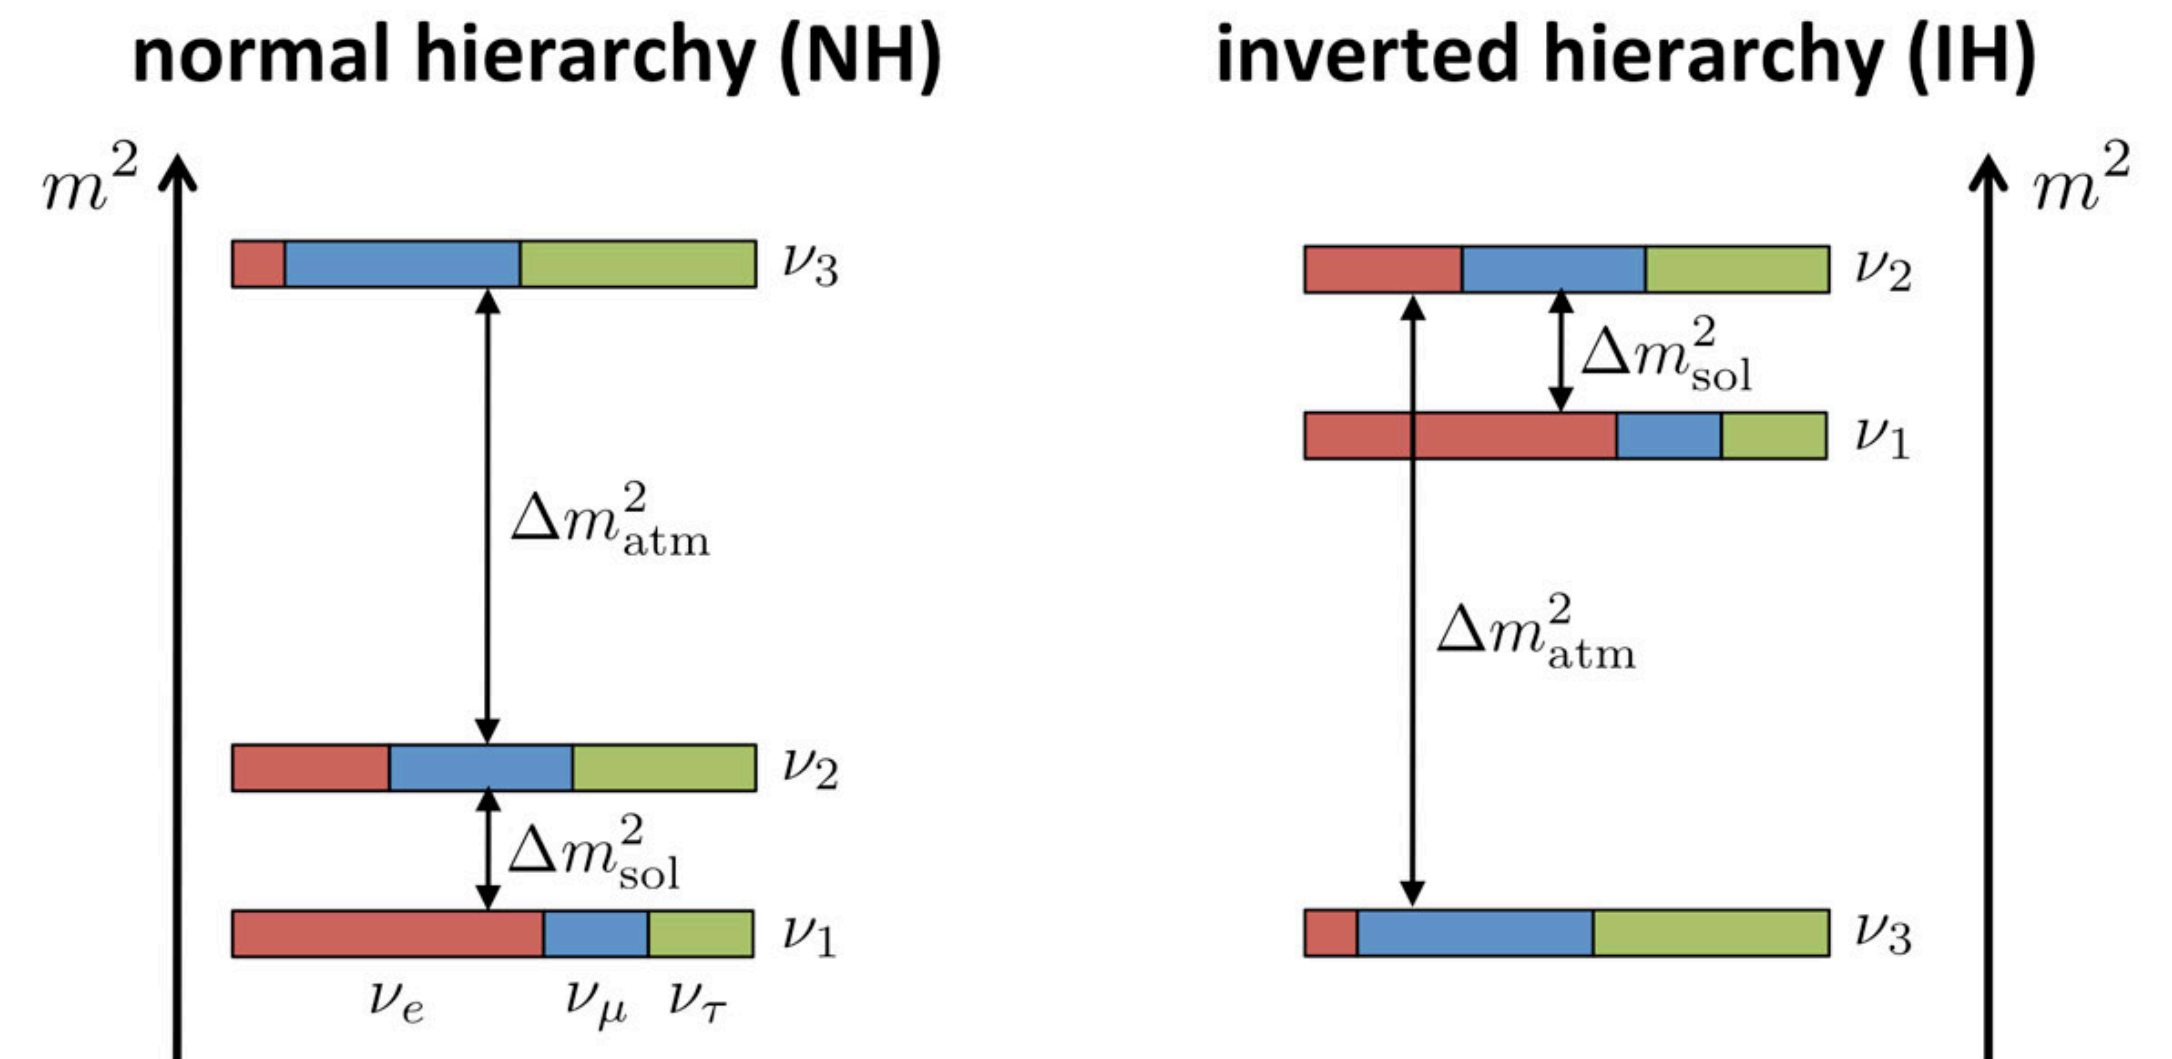 normal hierarchy (NH)
m²
ν₃
Δm²atm
ν₂
Δm²sol
ν₁
νe νμ ντ
inverted hierarchy (IH)
m²
ν₂
Δm²sol
ν₁
Δm²atm
ν₃